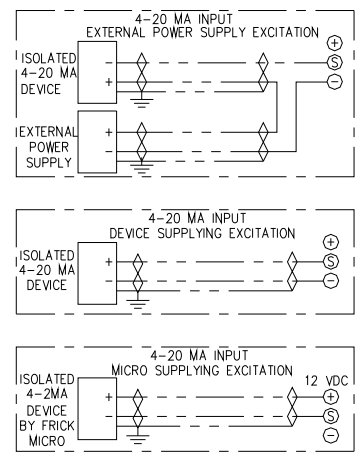 4-20 MA INPUT
EXTERNAL POWER SUPPLY EXCITATION
+
ISOLATED
4-20 MA
DEVICE
-
+
S
-
EXTERNAL
POWER
SUPPLY
+
-
4-20 MA INPUT
DEVICE SUPPLYING EXCITATION
+
ISOLATED
4-20 MA
DEVICE
+
-
S
-
4-20 MA INPUT
MICRO SUPPLYING EXCITATION
12 VDC
ISOLATED
4-2MA
DEVICE
BY FRICK
MICRO
+
-
+
S
-